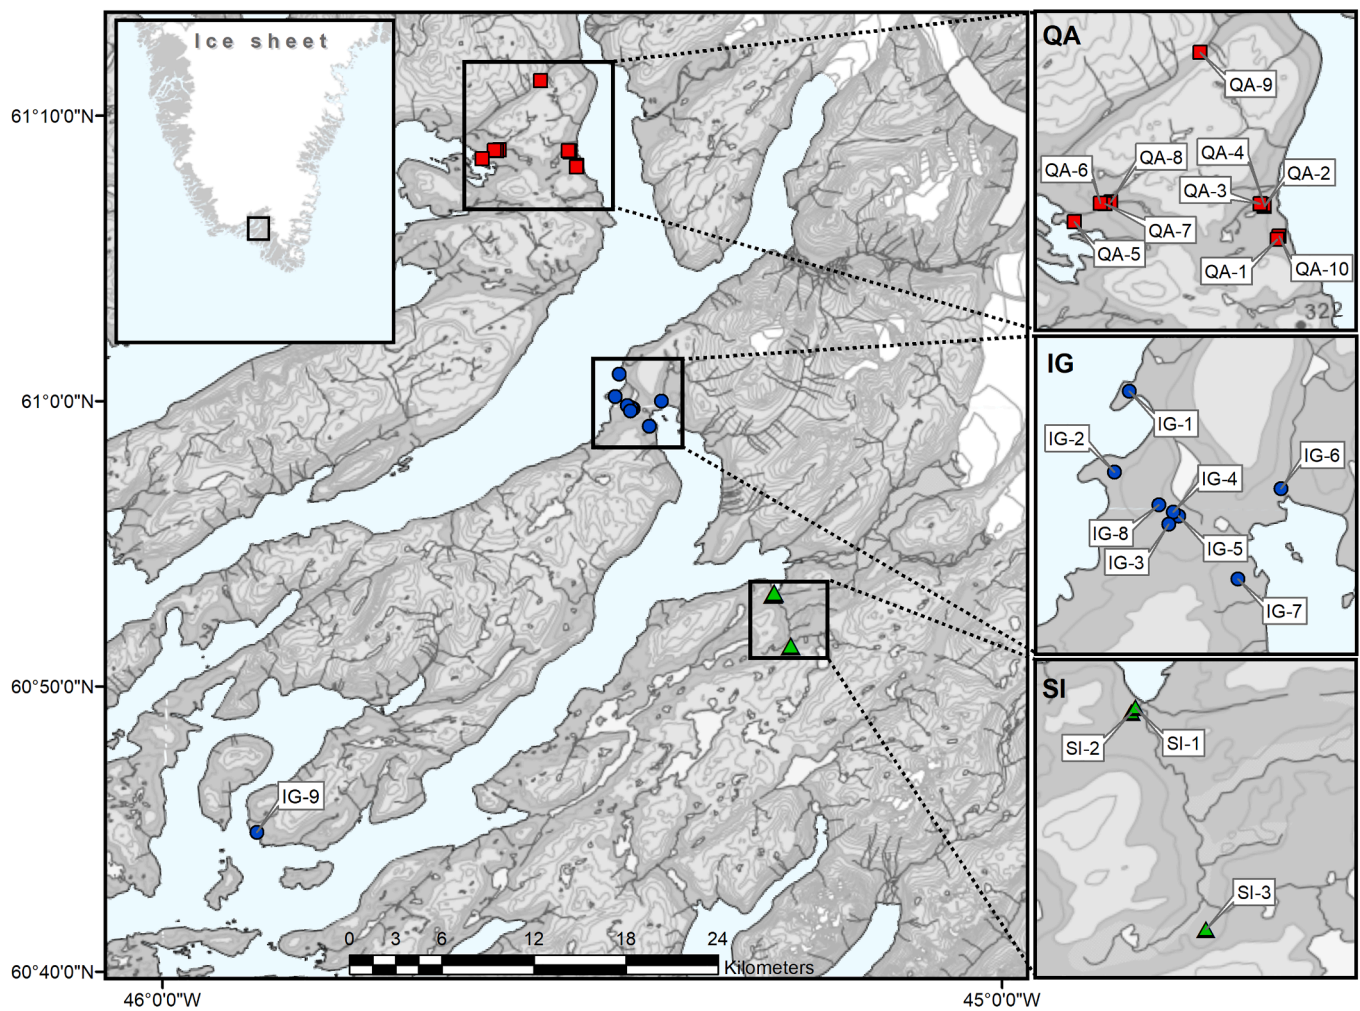 Ice sheet
61°10'0"N
61°0'0"N
60°50'0"N
60°40'0"N
46°0'0"W
45°0'0"W
IG-9
0 3 6 12 18 24
Kilometers
QA
QA-9
QA-6
QA-8
QA-4
QA-2
QA-3
QA-7
QA-5
QA-1
QA-10
322
IG
IG-1
IG-2
IG-6
IG-4
IG-8
IG-5
IG-3
IG-7
SI
SI-2
SI-1
SI-3